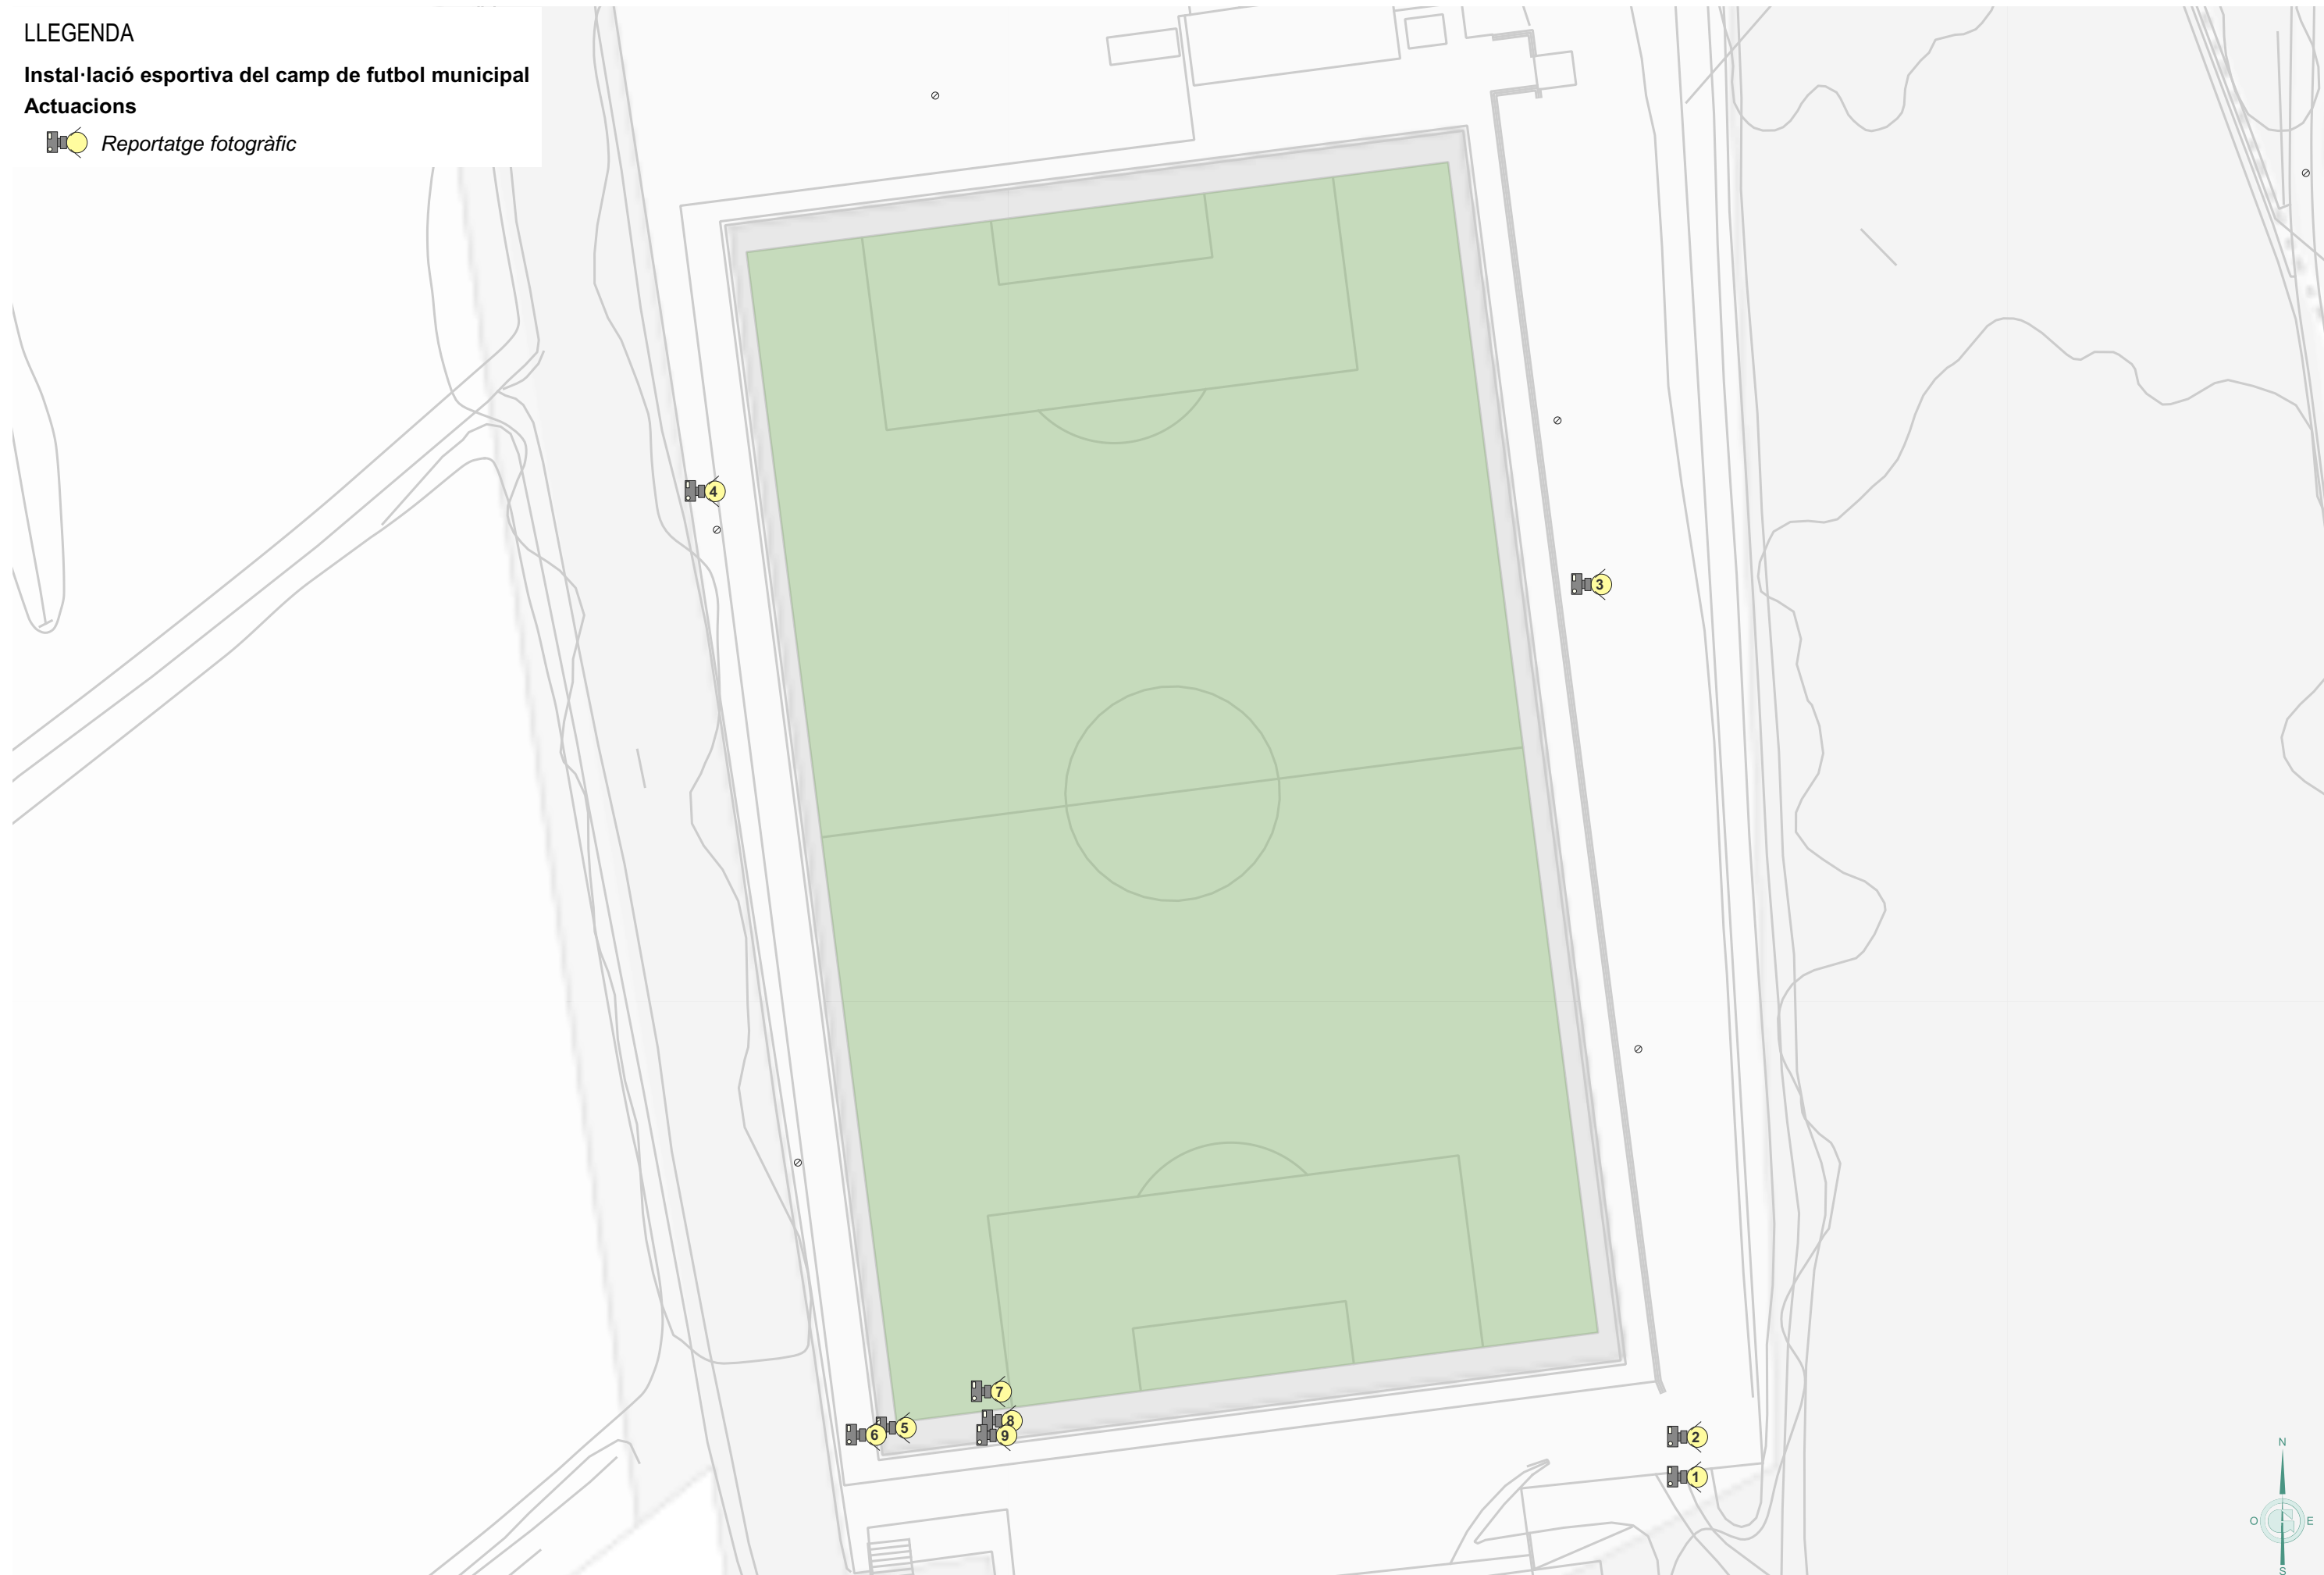 LLEGENDA
Instal·lació esportiva del camp de futbol municipal
Actuacions
Reportatge fotogràfic
4
3
7
8
5
6
9
2
1
N
O
E
S